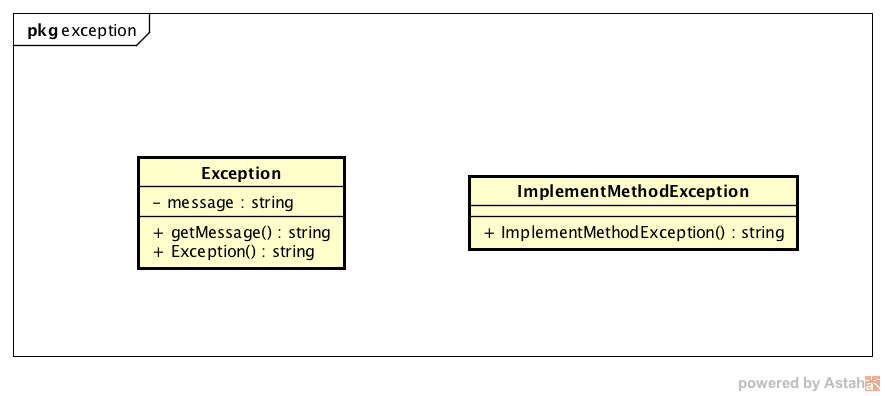 pkg exception
Exception
– message : string
+ getMessage() : string
+ Exception() : string
ImplementMethodException
+ ImplementMethodException() : string
powered by Astah